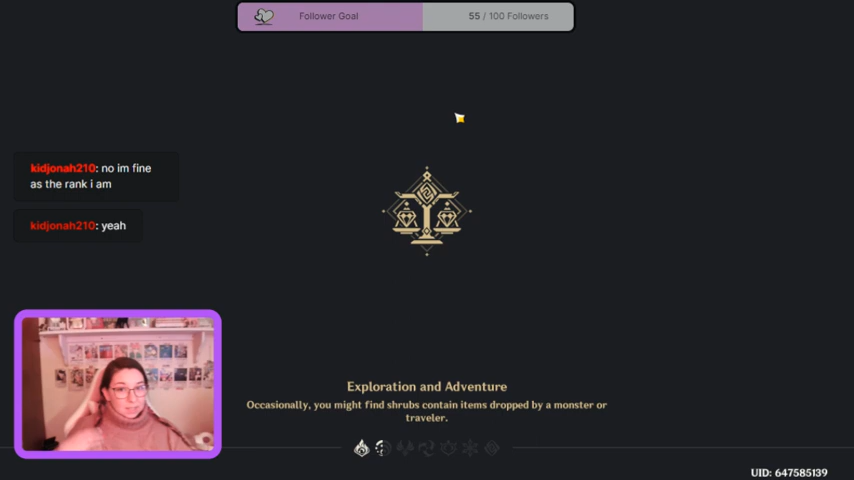 Follower Goal 55 / 100 Followers
kidjonah210: no im fine
as the rank i am
kidjonah210: yeah
Exploration and Adventure
Occasionally, you might find shrubs contain items dropped by a monster or
traveler.
UID: 647585139